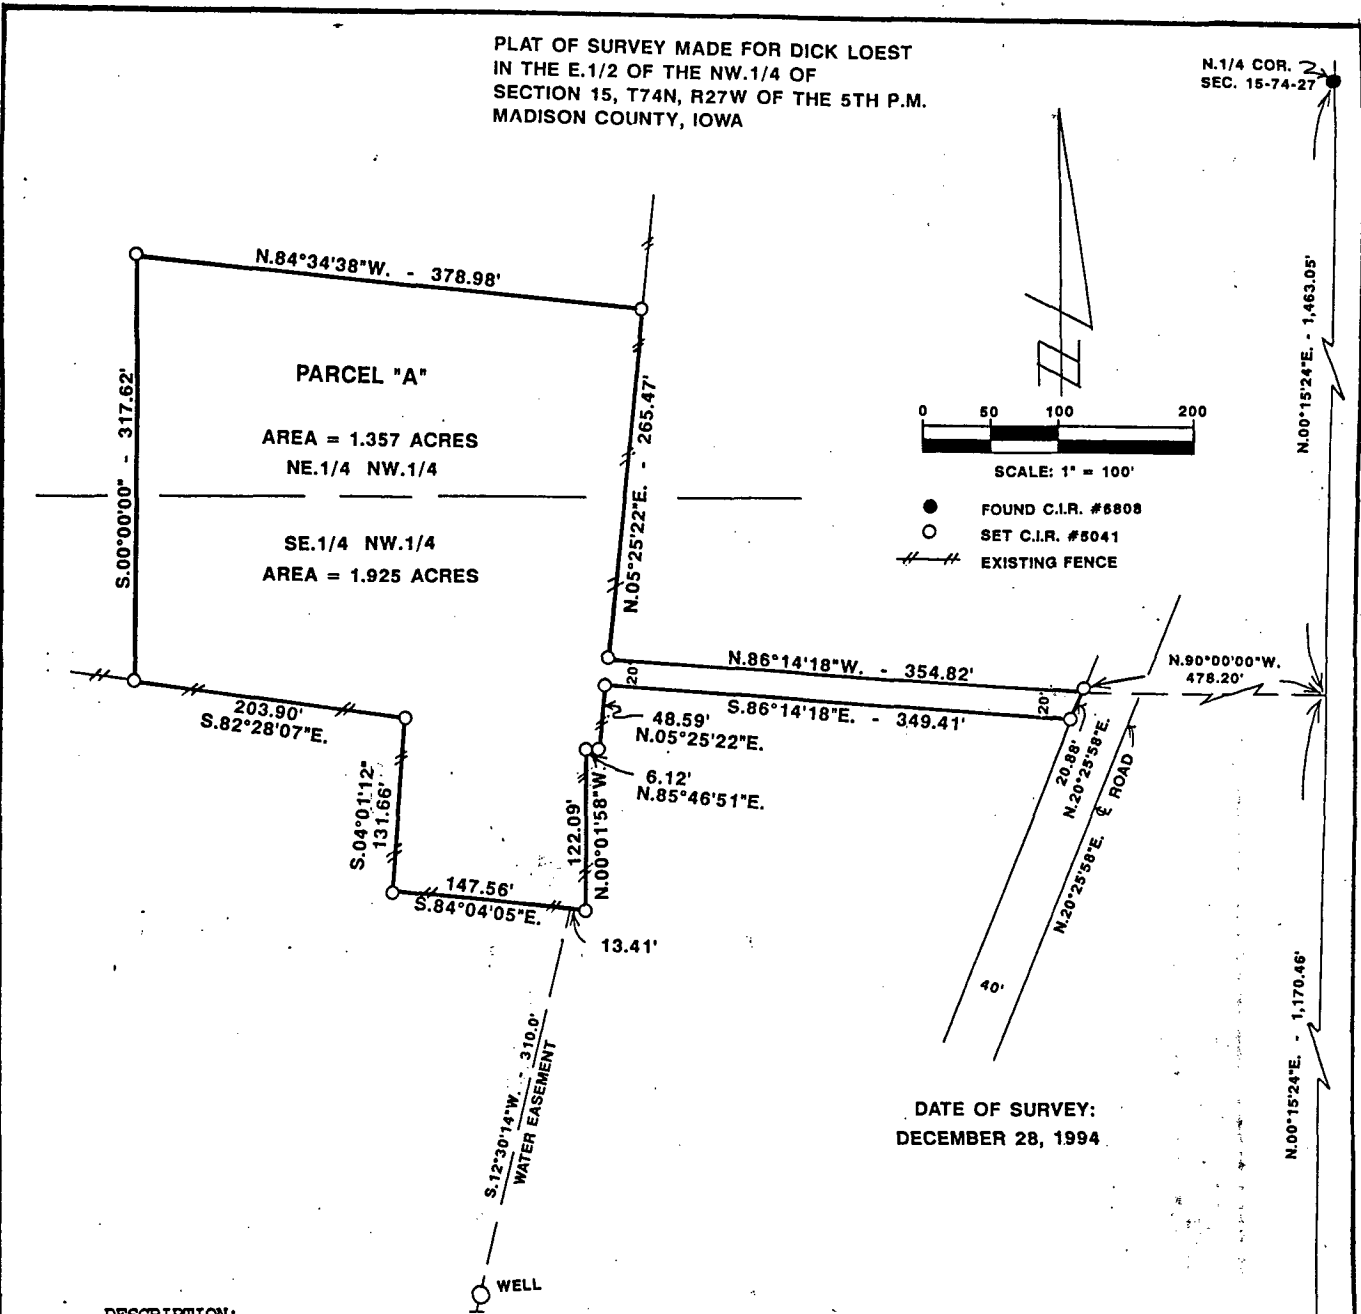 PLAT OF SURVEY MADE FOR DICK LOEST
IN THE E.1/2 OF THE NW.1/4 OF
SECTION 15, T74N, R27W OF THE 5TH P.M.
MADISON COUNTY, IOWA
N.1/4 COR.
SEC. 15-74-27
N.84°34'38"W. - 378.98'
PARCEL "A"
AREA = 1.357 ACRES
NE.1/4 NW.1/4
S.00°00'00" - 317.62'
SE.1/4 NW.1/4
AREA = 1.925 ACRES
N.05°25'22"E. - 265.47'
N.00°15'24"E. - 1,463.05'
0 50 100 200
SCALE: 1" = 100'
FOUND C.I.R. #6808
SET C.I.R. #5041
EXISTING FENCE
N.86°14'18"W. - 354.82'
20'
S.86°14'18"E. - 349.41'
20'
N.90°00'00"W.
478.20'
203.90'
S.82°28'07"E.
48.59'
N.05°25'22"E.
6.12'
N.85°46'51"E.
S.04°01'12"
131.66'
122.09'
N.00°01'58"W.
147.56'
S.84°04'05"E.
13.41'
20.88'
N.20°25'58"E.
N.20°25'58"E. ℄ ROAD
40'
N.00°15'24"E. - 1,170.46'
S.12°30'14"W. - 310.0'
WATER EASEMENT
DATE OF SURVEY:
DECEMBER 28, 1994
WELL
DESCRIPTION: